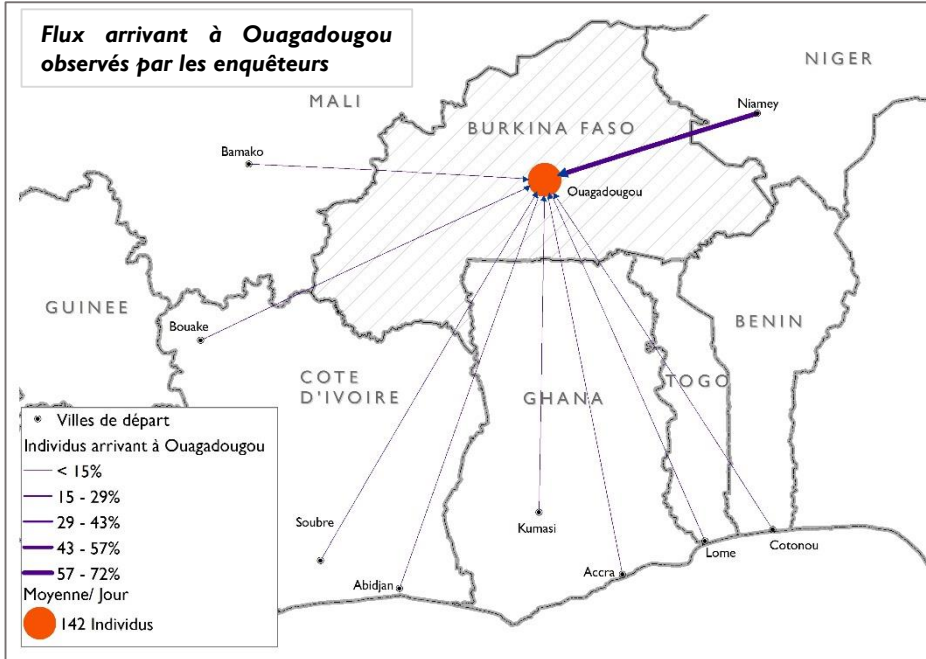 Flux arrivant à Ouagadougou
observés par les enquêteurs
NIGER
MALI
Niamey
BURKINA FASO
Bamako
Ouagadougou
GUINEE
Bouake
BENIN
COTE
D'IVOIRE
GHANA
TOGO
Villes de départ
Individus arrivant à Ouagadougou
< 15%
15 - 29%
29 - 43%
43 - 57%
57 - 72%
Moyenne/ Jour
142 Individus
Soubre
Kumasi
Abidjan
Accra
Lome
Cotonou